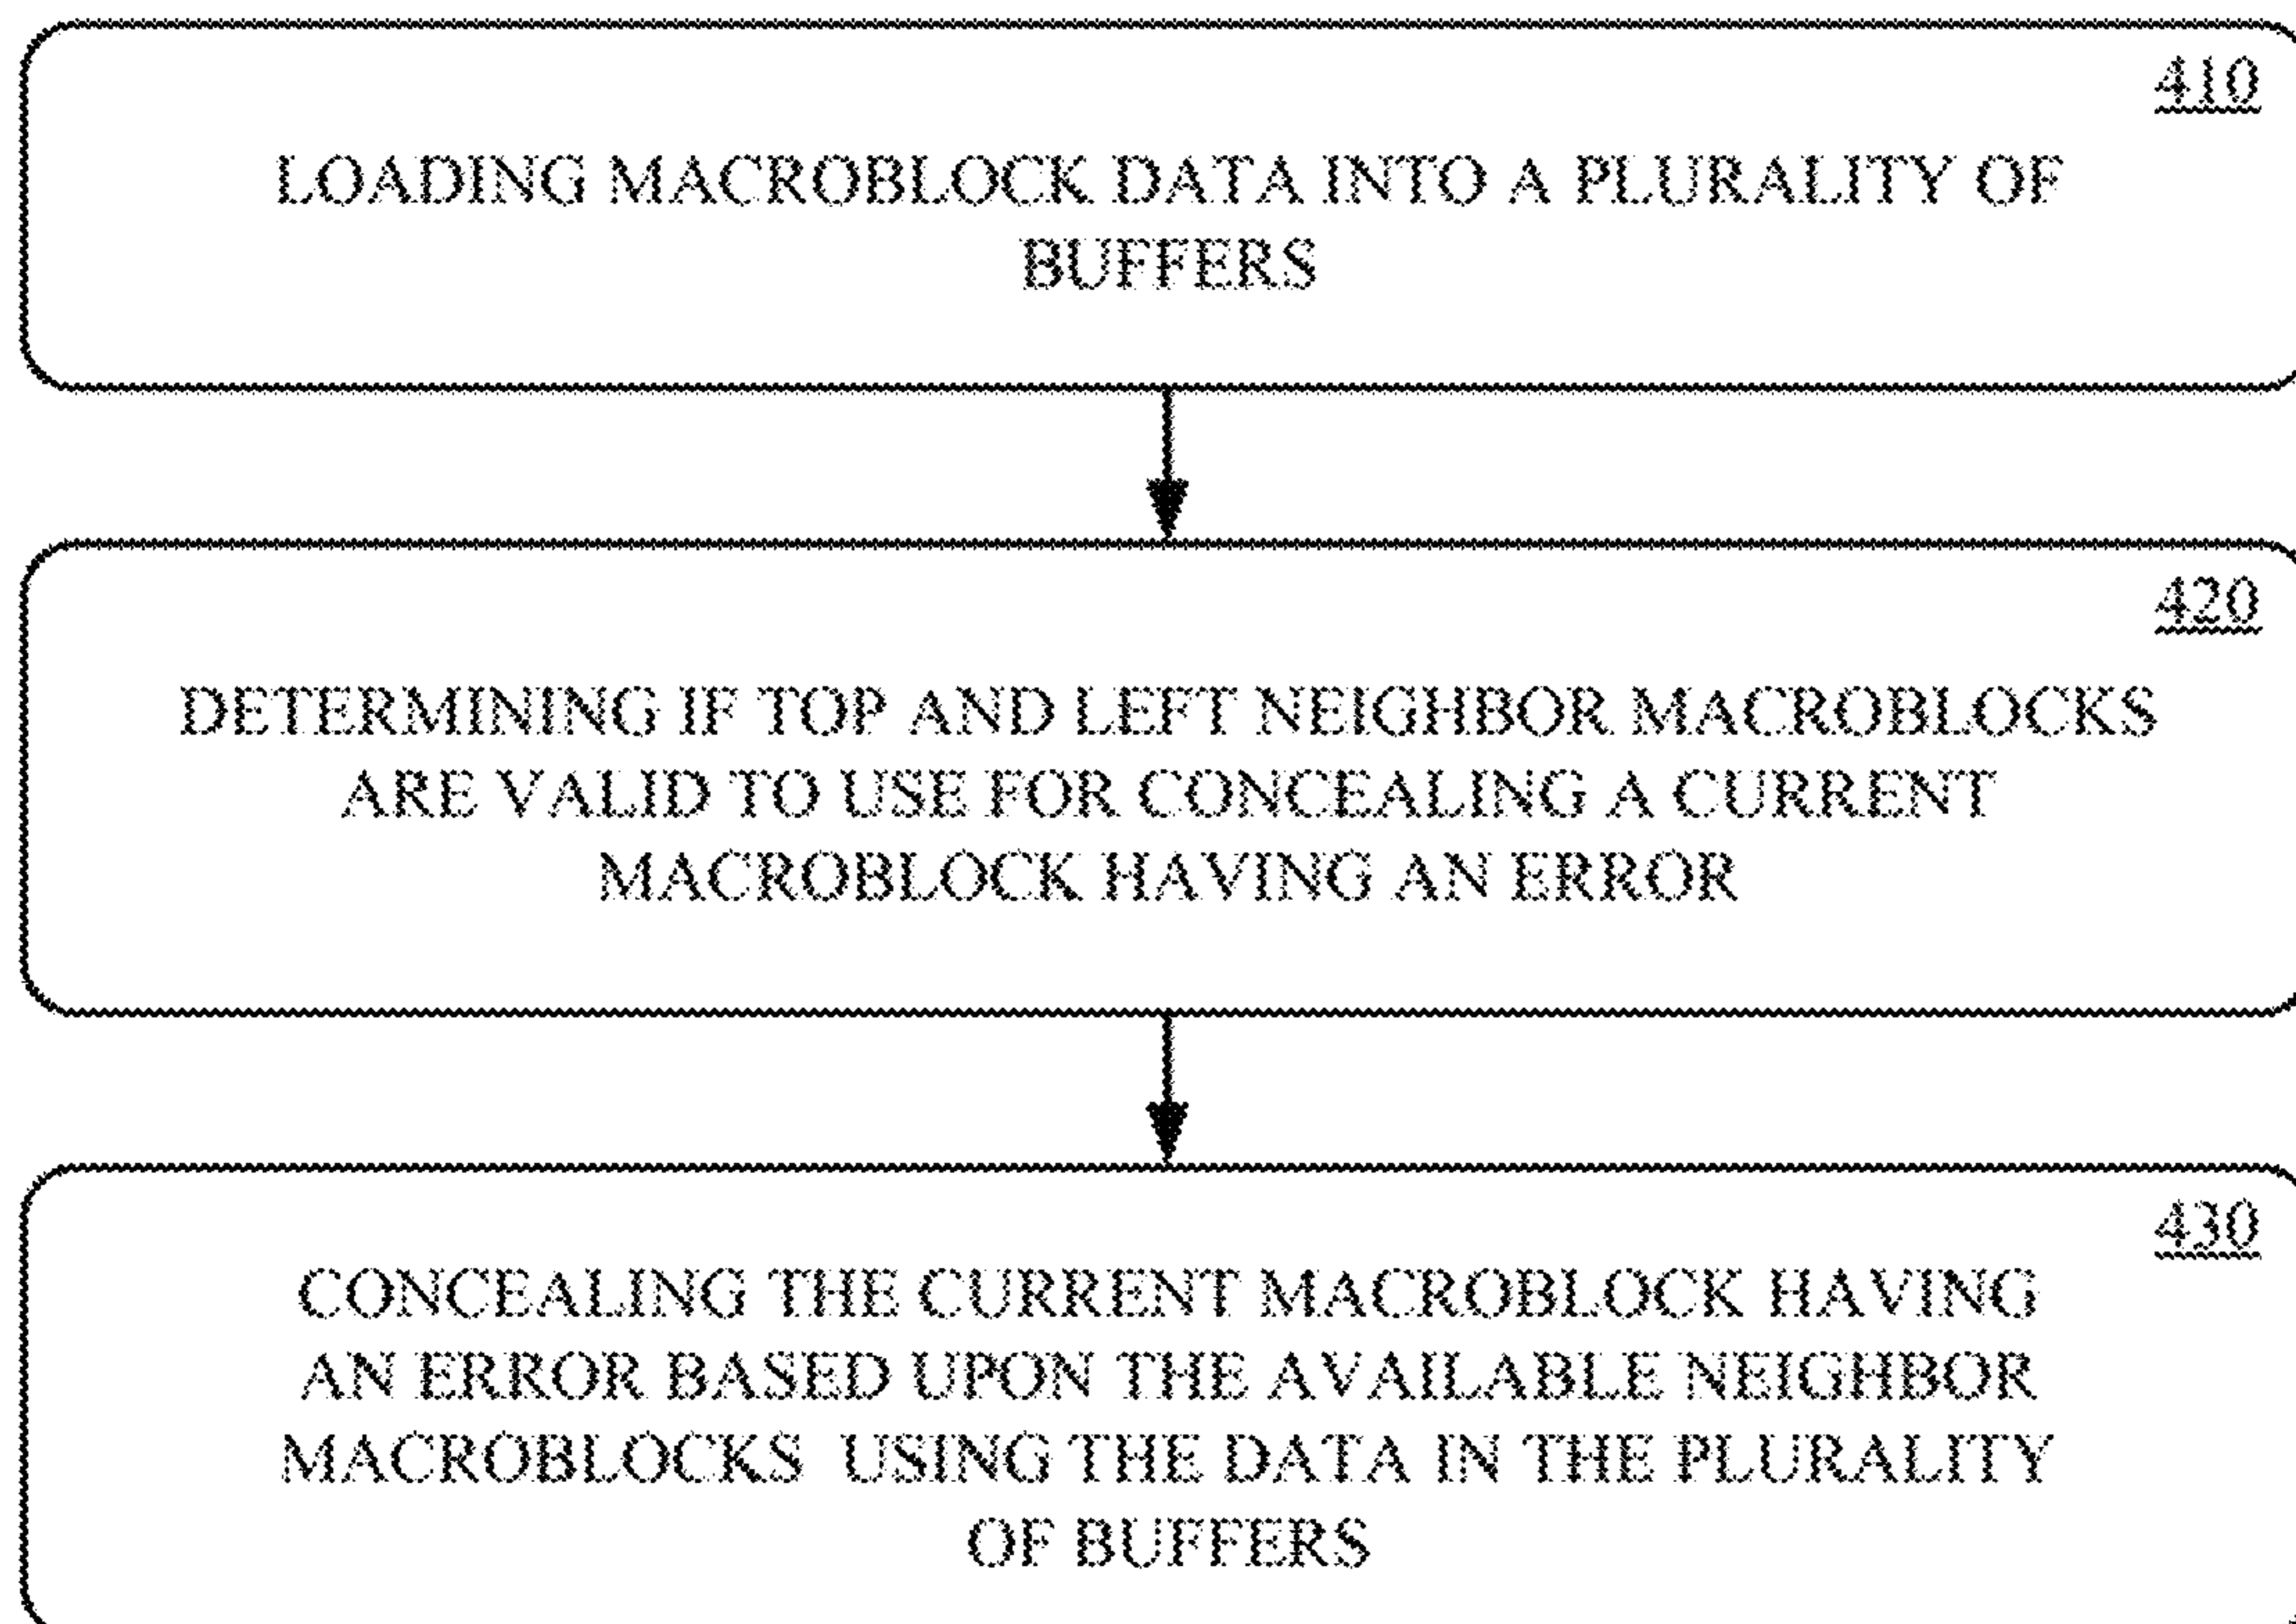 410
LOADING MACROBLOCK DATA INTO A PLURALITY OF
BUFFERS
420
DETERMINING IF TOP AND LEFT NEIGHBOR MACROBLOCKS
ARE VALID TO USE FOR CONCEALING A CURRENT
MACROBLOCK HAVING AN ERROR
430
CONCEALING THE CURRENT MACROBLOCK HAVING
AN ERROR BASED UPON THE AVAILABLE NEIGHBOR
MACROBLOCKS USING THE DATA IN THE PLURALITY
OF BUFFERS